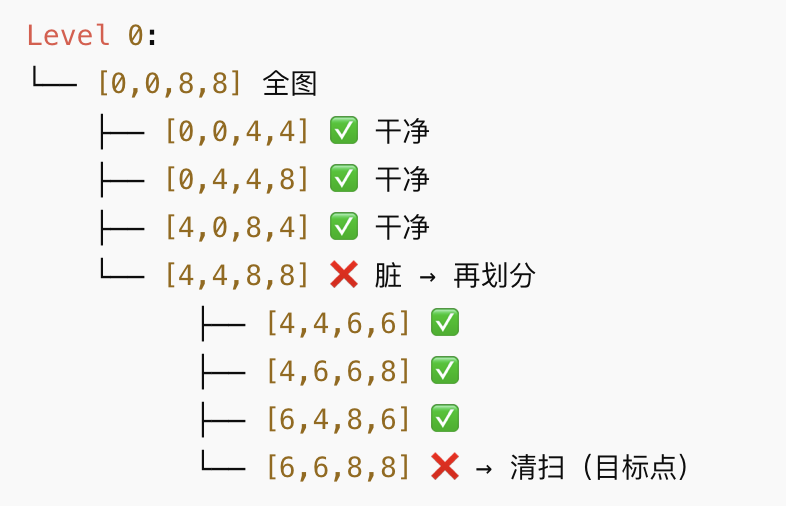 Level 0:
└── [0,0,8,8] 全图
    ├── [0,0,4,4] ✅ 干净
    ├── [0,4,4,8] ✅ 干净
    ├── [4,0,8,4] ✅ 干净
    └── [4,4,8,8] ❌ 脏 → 再划分
          ├── [4,4,6,6] ✅
          ├── [4,6,6,8] ✅
          ├── [6,4,8,6] ✅
          └── [6,6,8,8] ❌ → 清扫（目标点）